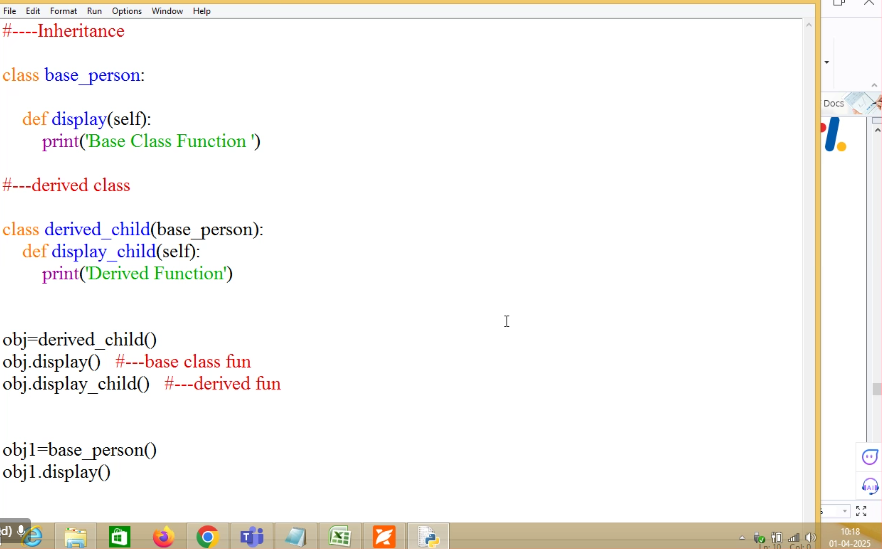 File Edit Format Run Options Window Help
#----Inheritance
class base_person:
def display(self):
print('Base Class Function ')
#---derived class
class derived_child(base_person):
def display_child(self):
print('Derived Function')
obj=derived_child()
obj.display() #---base class fun
obj.display_child() #---derived fun
obj1=base_person()
obj1.display()
Docs
10:18
01-04-2025